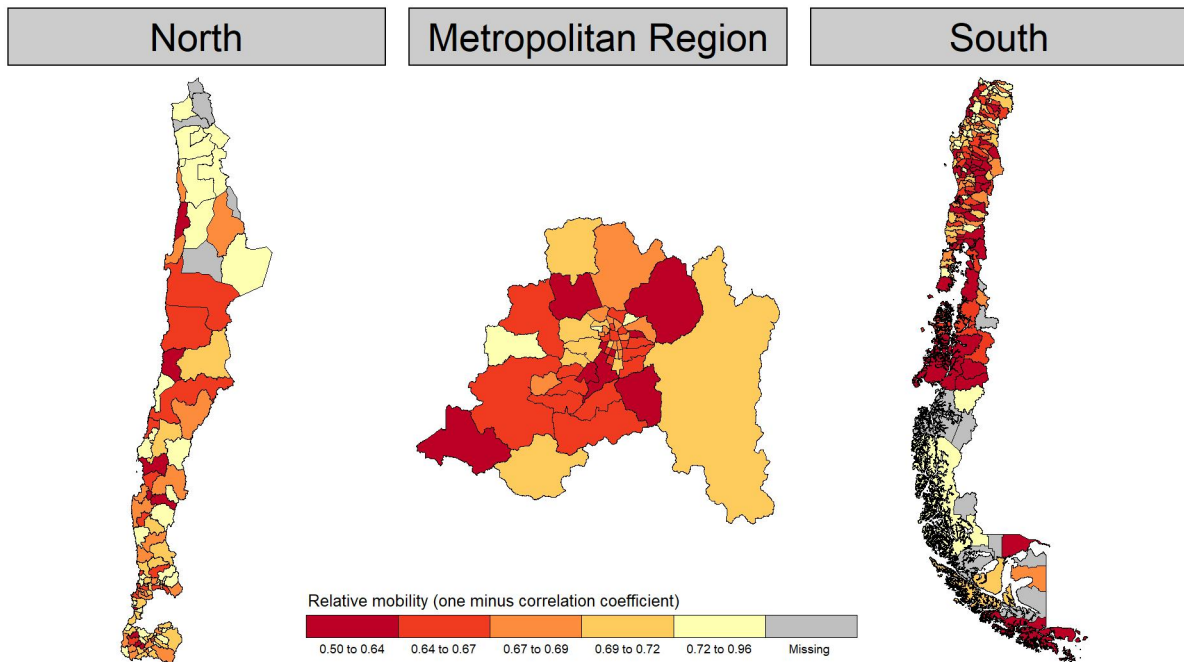 North
Metropolitan Region
South
Relative mobility (one minus correlation coefficient)
0.50 to 0.64
0.64 to 0.67
0.67 to 0.69
0.69 to 0.72
0.72 to 0.96
Missing